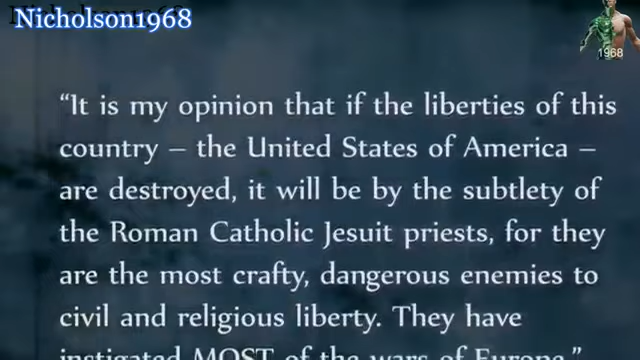 Nicholson1968
1968
“It is my opinion that if the liberties of this
country – the United States of America –
are destroyed, it will be by the subtlety of
the Roman Catholic Jesuit priests, for they
are the most crafty, dangerous enemies to
civil and religious liberty. They have
instigated MOST of the wars of Europe.”